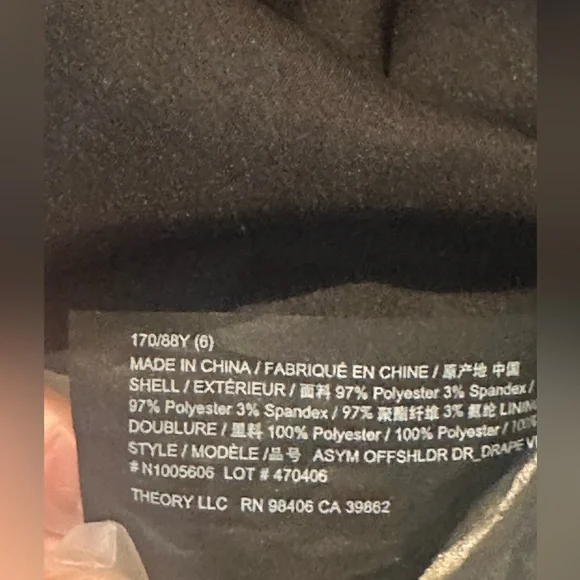 170/88Y (6)
MADE IN CHINA / FABRIQUÉ EN CHINE / 原产地 中国
SHELL / EXTÉRIEUR / 面料 97% Polyester 3% Spandex /
97% Polyester 3% Spandex / 97% 聚酯纤维 3% 氨纶 LININ
DOUBLURE / 里料 100% Polyester / 100% Polyester / 100%
STYLE / MODÈLE / 品号 ASYM OFFSHLDR DR_DRAPE
# N1005606 LOT # 470406
THEORY LLC RN 98406 CA 39862